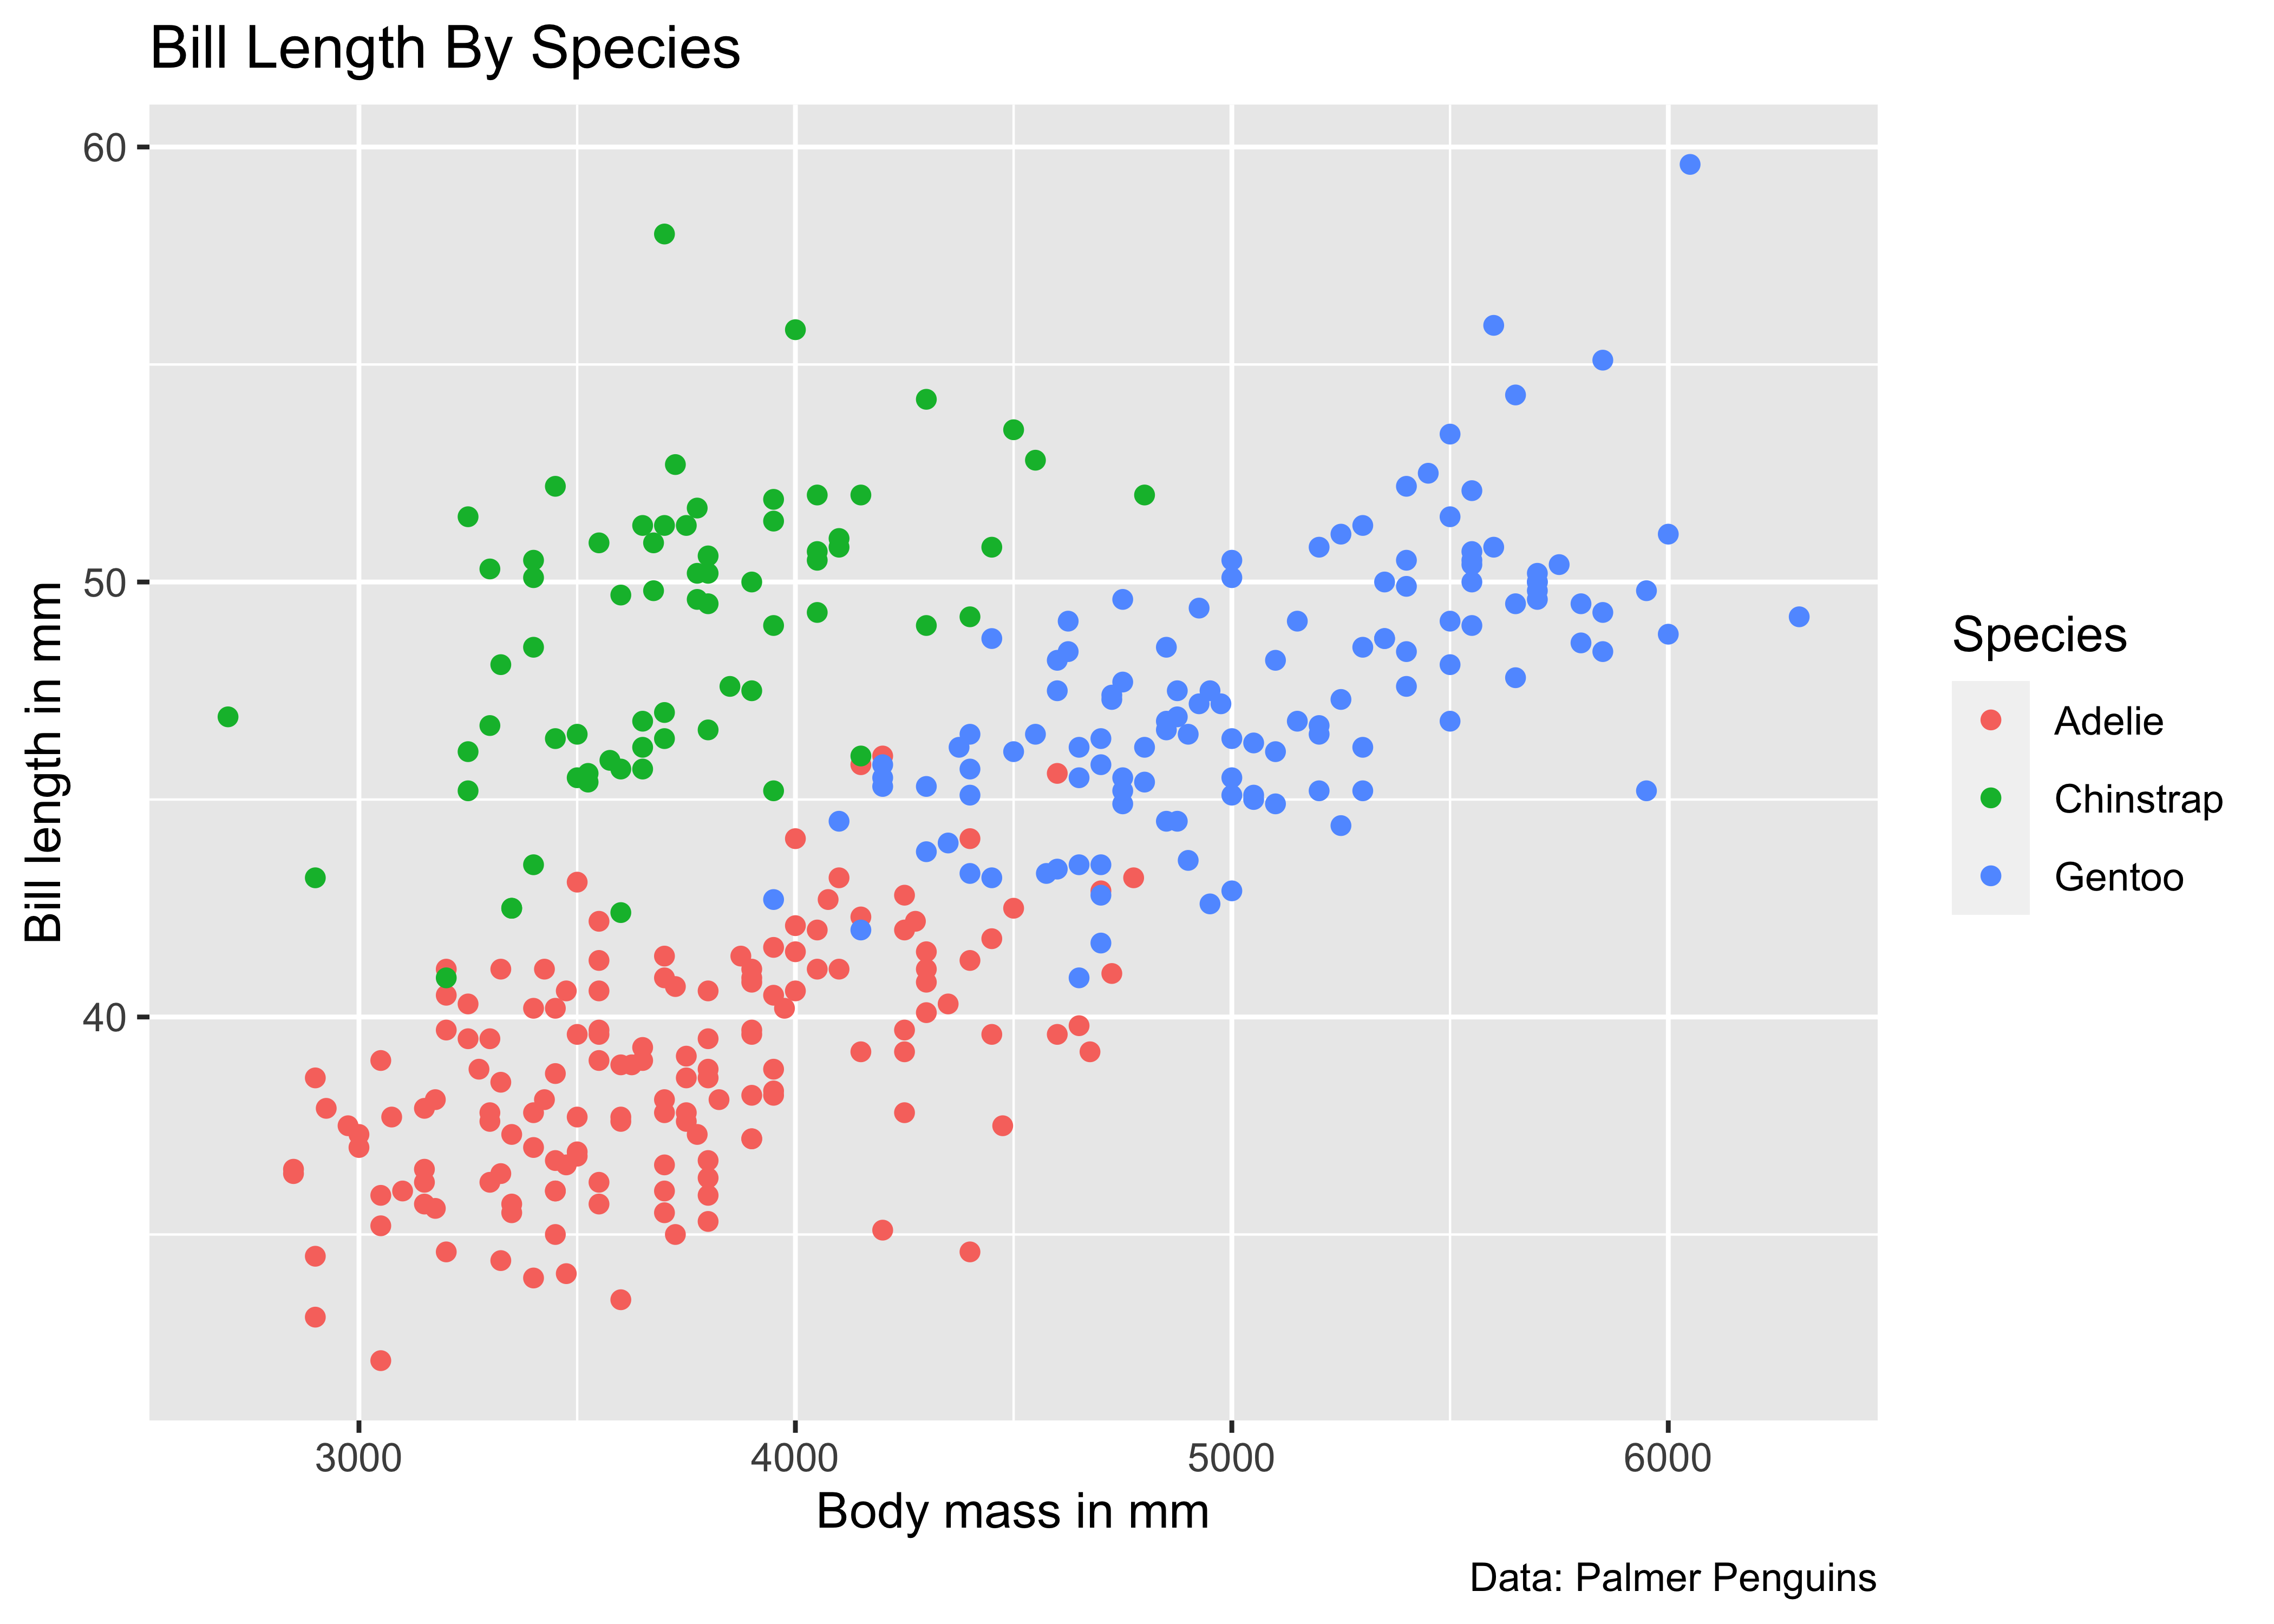 Bill Length By Species
60
50
40
Bill length in mm
3000 4000 5000 6000
Body mass in mm
Species
Adelie
Chinstrap
Gentoo
Data: Palmer Penguins